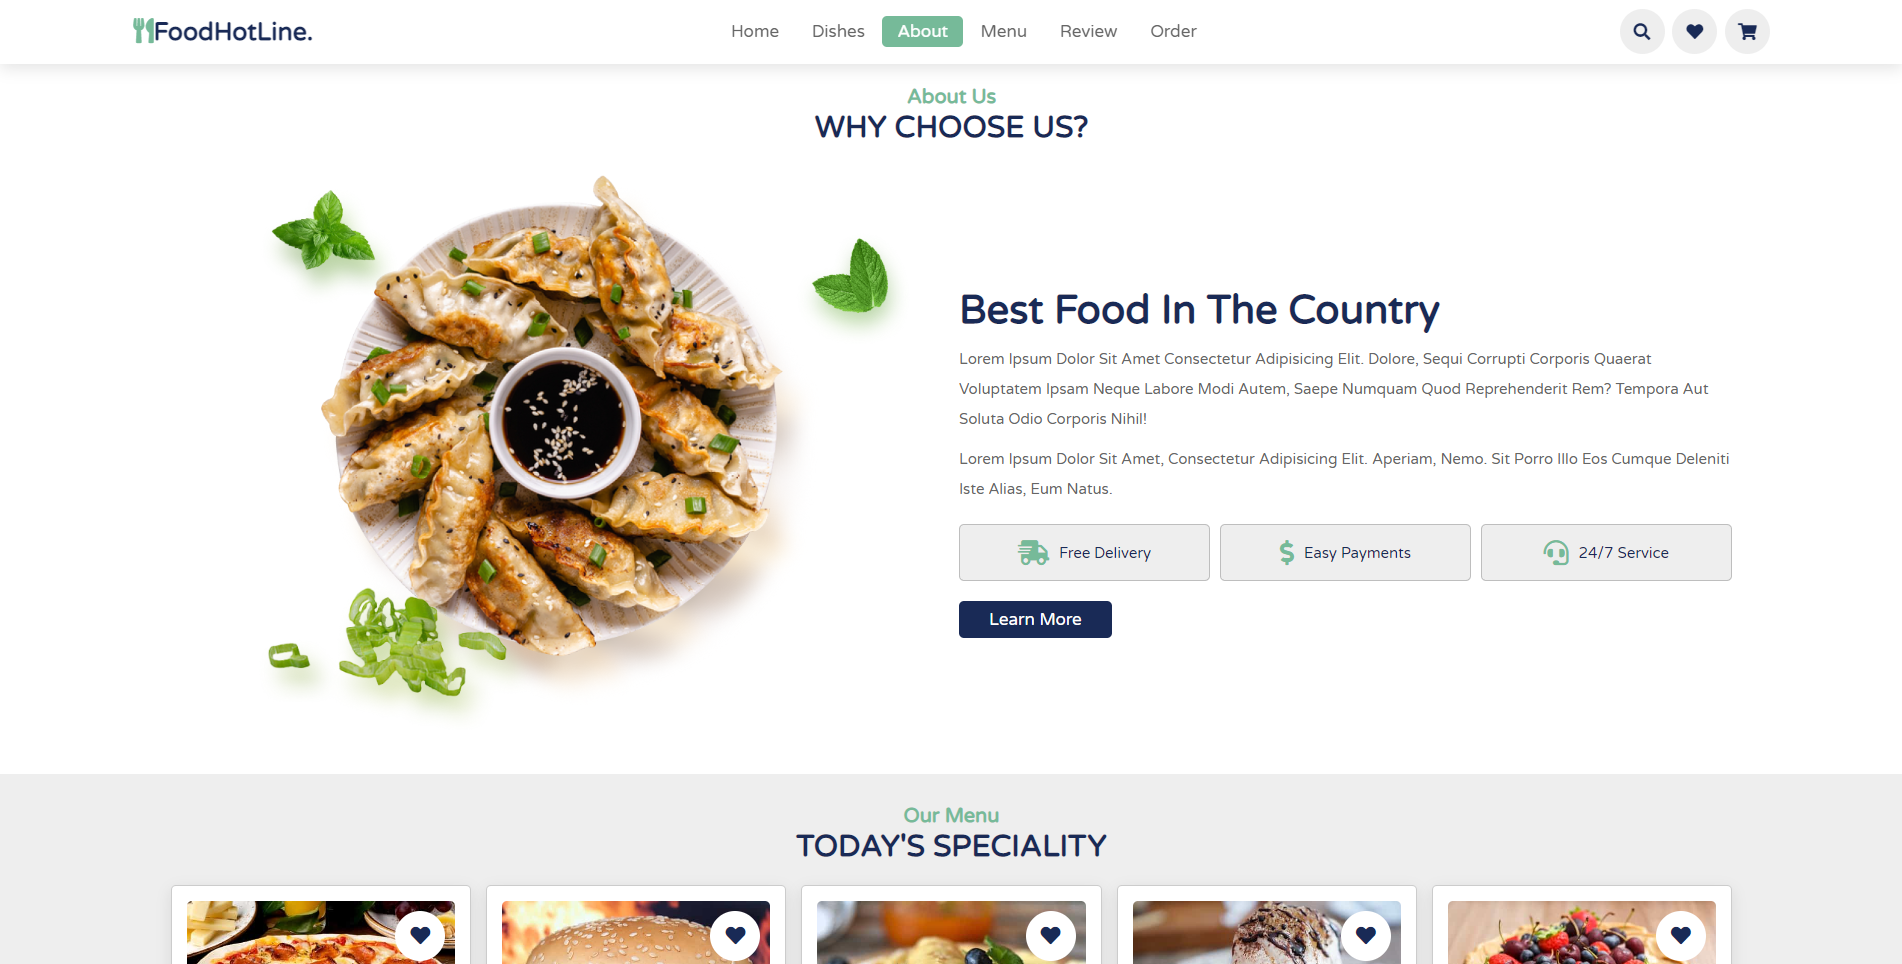 FoodHotLine.
Home Dishes About Menu Review Order
About Us
WHY CHOOSE US?
Best Food In The Country
Lorem Ipsum Dolor Sit Amet Consectetur Adipisicing Elit. Dolore, Sequi Corrupti Corporis Quaerat
Voluptatem Ipsam Neque Labore Modi Autem, Saepe Numquam Quod Reprehenderit Rem? Tempora Aut
Soluta Odio Corporis Nihil!
Lorem Ipsum Dolor Sit Amet, Consectetur Adipisicing Elit. Aperiam, Nemo. Sit Porro Illo Eos Cumque Deleniti
Iste Alias, Eum Natus.
Free Delivery
Easy Payments
24/7 Service
Learn More
Our Menu
TODAY'S SPECIALITY